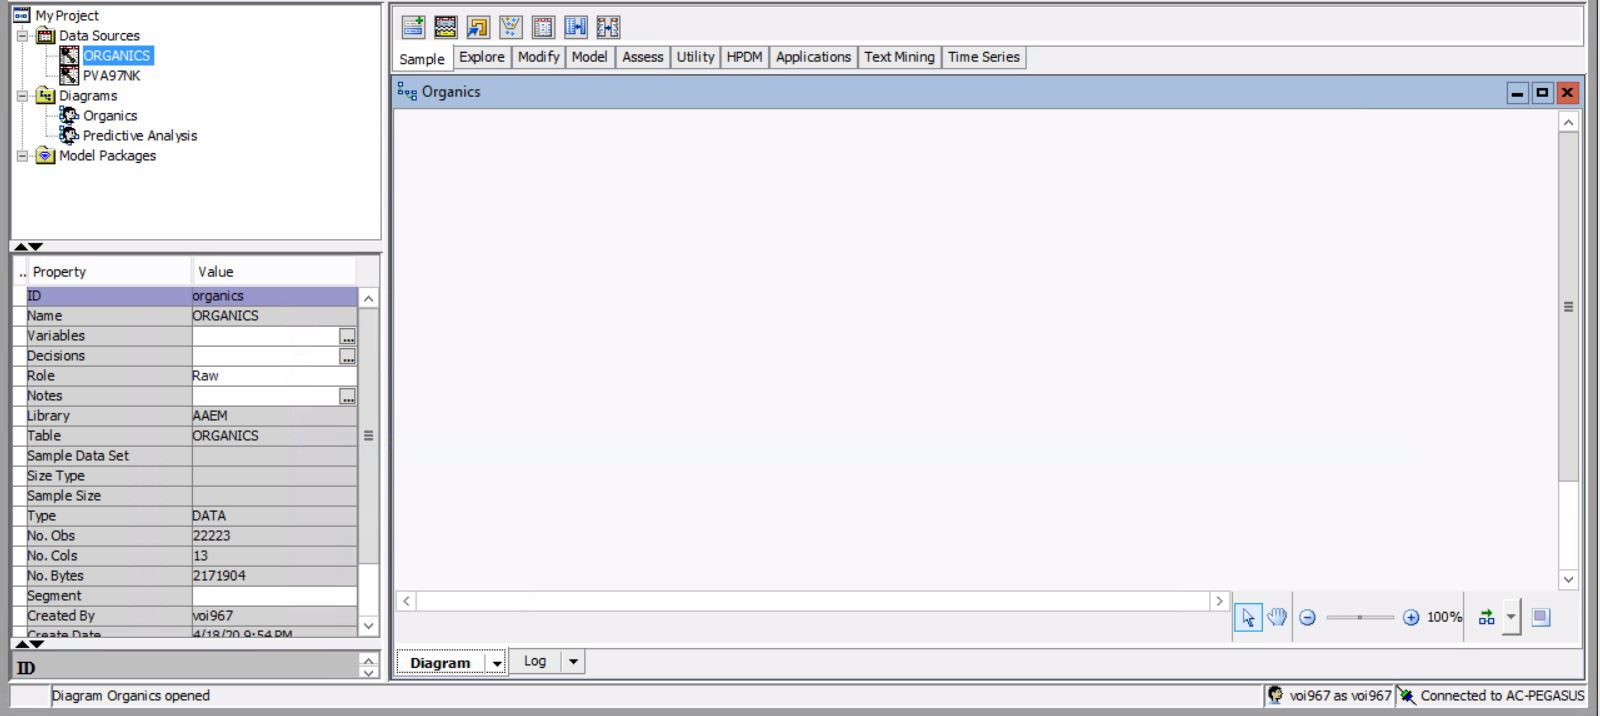 My Project
Data Sources
ORGANICS
PVA97NK
Diagrams
Organics
Predictive Analysis
Model Packages
.. Property Value
ID organics
Name ORGANICS
Variables ...
Decisions ...
Role Raw
Notes ...
Library AAEM
Table ORGANICS
Sample Data Set
Size Type
Sample Size
Type DATA
No. Obs 22223
No. Cols 13
No. Bytes 2171904
Segment
Created By voi967
Create Date 4/18/20 9:54 PM
ID
Sample Explore Modify Model Assess Utility HPDM Applications Text Mining Time Series
Organics
100%
Diagram Log
Diagram Organics opened
voi967 as voi967 Connected to AC-PEGASUS